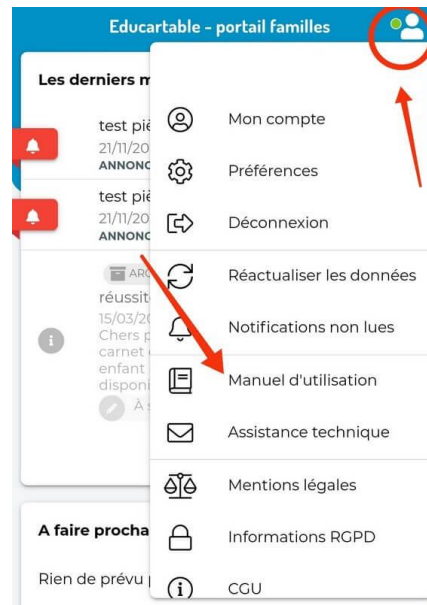 Educartable - portail familles
Les derniers m
test piè
21/11/20
ANNONC
test piè
21/11/20
ANNONC
ARC
réussit
15/03/20
Chers p
carnet
enfant
disponi
À s
A faire procha
Rien de prévu p
Mon compte
Préférences
Déconnexion
Réactualiser les données
Notifications non lues
Manuel d'utilisation
Assistance technique
Mentions légales
Informations RGPD
CGU